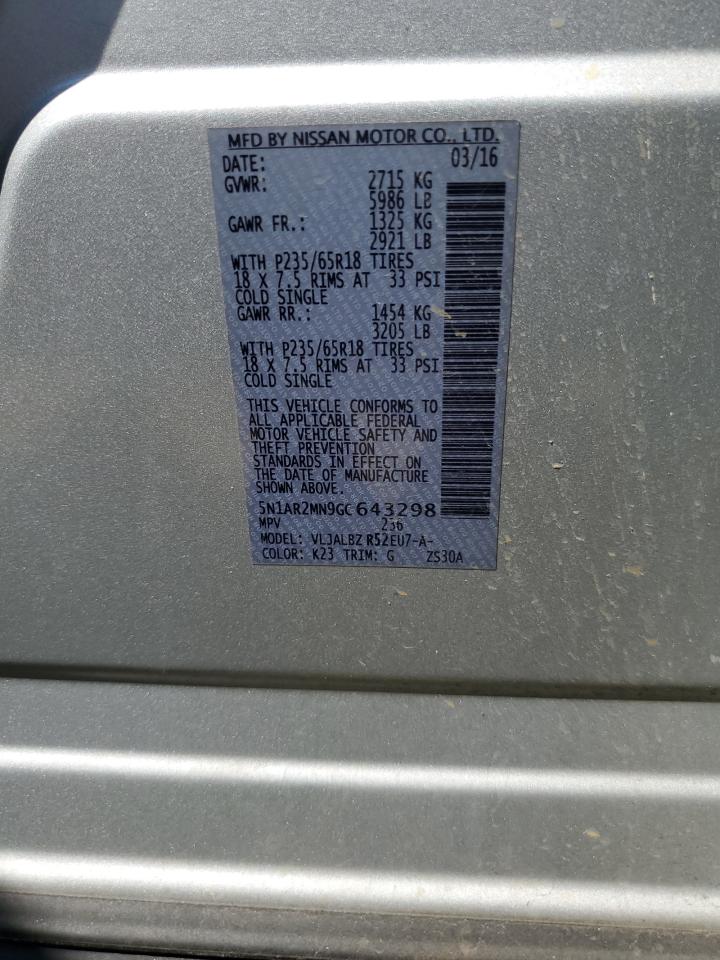 MFD BY NISSAN MOTOR CO., LTD.
DATE: 03/16
GVWR: 2715 KG
5986 LB
GAWR FR.: 1325 KG
2921 LB
WITH P235/65R18 TIRES
18 X 7.5 RIMS AT 33 PSI
COLD SINGLE
GAWR RR.: 1454 KG
3205 LB
WITH P235/65R18 TIRES
18 X 7.5 RIMS AT 33 PSI
COLD SINGLE
THIS VEHICLE CONFORMS TO
ALL APPLICABLE FEDERAL
MOTOR VEHICLE SAFETY AND
THEFT PREVENTION
STANDARDS IN EFFECT ON
THE DATE OF MANUFACTURE
SHOWN ABOVE.
5N1AR2MN9GC643298
MPV 236
MODEL: VLJALBZ R52EU7-A-
COLOR: K23 TRIM: G ZS30A